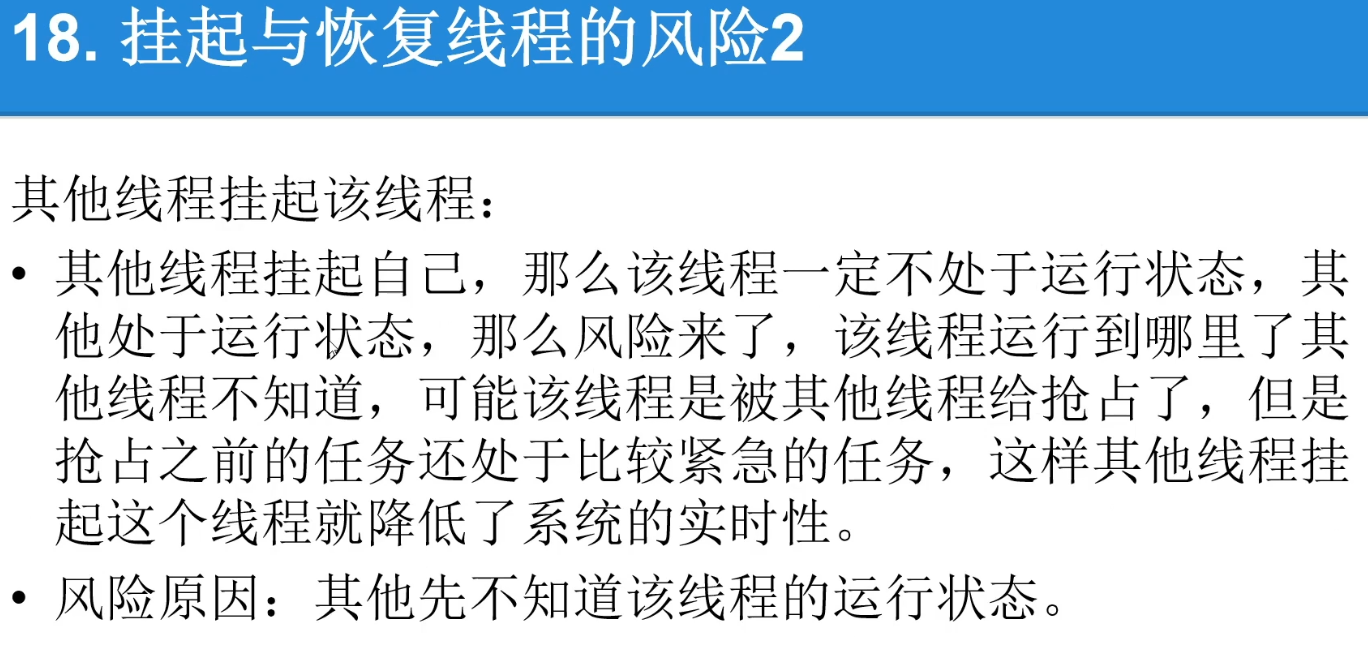 18. 挂起与恢复线程的风险2
其他线程挂起该线程：
• 其他线程挂起自己，那么该线程一定不处于运行状态，其
他处于运行状态，那么风险来了，该线程运行到哪里了其
他线程不知道，可能该线程是被其他线程给抢占了，但是
抢占之前的任务还处于比较紧急的任务，这样其他线程挂
起这个线程就降低了系统的实时性。
• 风险原因：其他先不知道该线程的运行状态。